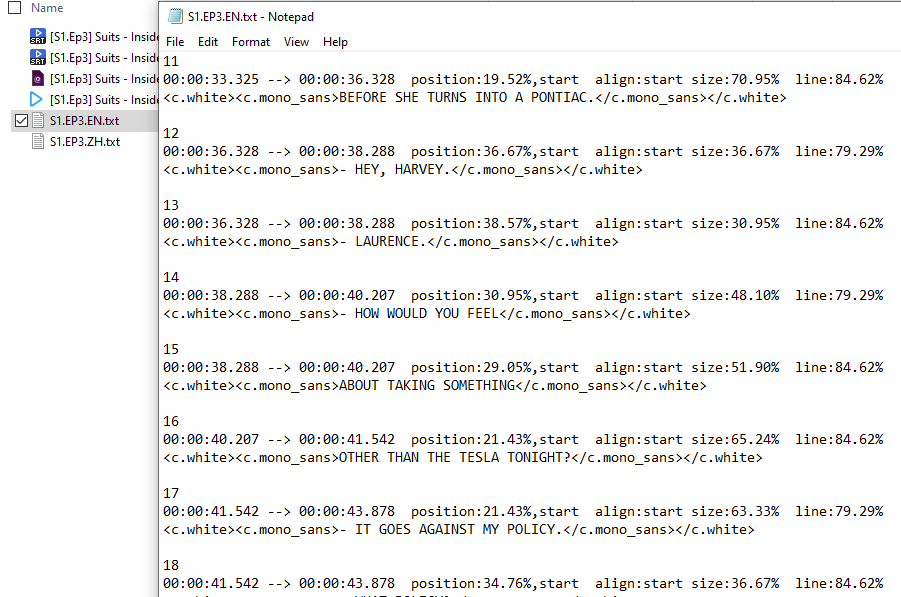 Name
[S1.Ep3] Suits - Inside
[S1.Ep3] Suits - Inside
[S1.Ep3] Suits - Inside
[S1.Ep3] Suits - Inside
S1.EP3.EN.txt
S1.EP3.ZH.txt
S1.EP3.EN.txt - Notepad
File Edit Format View Help
11
00:00:33.325 --> 00:00:36.328 position:19.52%,start align:start size:70.95% line:84.62%
<c.white><c.mono_sans>BEFORE SHE TURNS INTO A PONTIAC.</c.mono_sans></c.white>
12
00:00:36.328 --> 00:00:38.288 position:36.67%,start align:start size:36.67% line:79.29%
<c.white><c.mono_sans>- HEY, HARVEY.</c.mono_sans></c.white>
13
00:00:36.328 --> 00:00:38.288 position:38.57%,start align:start size:30.95% line:84.62%
<c.white><c.mono_sans>- LAURENCE.</c.mono_sans></c.white>
14
00:00:38.288 --> 00:00:40.207 position:30.95%,start align:start size:48.10% line:79.29%
<c.white><c.mono_sans>- HOW WOULD YOU FEEL</c.mono_sans></c.white>
15
00:00:38.288 --> 00:00:40.207 position:29.05%,start align:start size:51.90% line:84.62%
<c.white><c.mono_sans>ABOUT TAKING SOMETHING</c.mono_sans></c.white>
16
00:00:40.207 --> 00:00:41.542 position:21.43%,start align:start size:65.24% line:84.62%
<c.white><c.mono_sans>OTHER THAN THE TESLA TONIGHT?</c.mono_sans></c.white>
17
00:00:41.542 --> 00:00:43.878 position:21.43%,start align:start size:63.33% line:79.29%
<c.white><c.mono_sans>- IT GOES AGAINST MY POLICY.</c.mono_sans></c.white>
18
00:00:41.542 --> 00:00:43.878 position:34.76%,start align:start size:36.67% line:84.62%